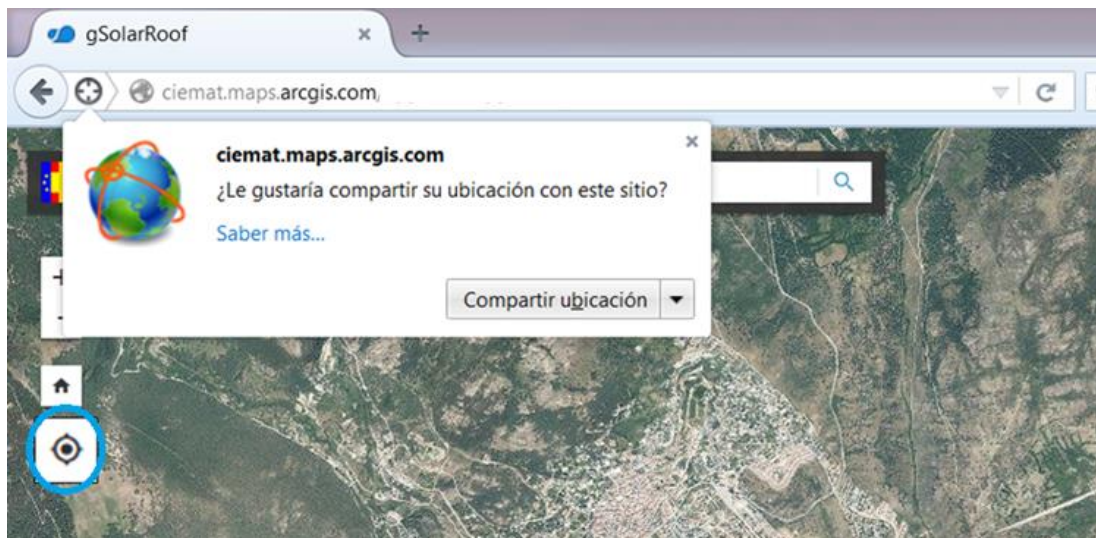 gSolarRoof
ciemat.maps.arcgis.com
ciemat.maps.arcgis.com
¿Le gustaría compartir su ubicación con este sitio?
Saber más...
Compartir ubicación